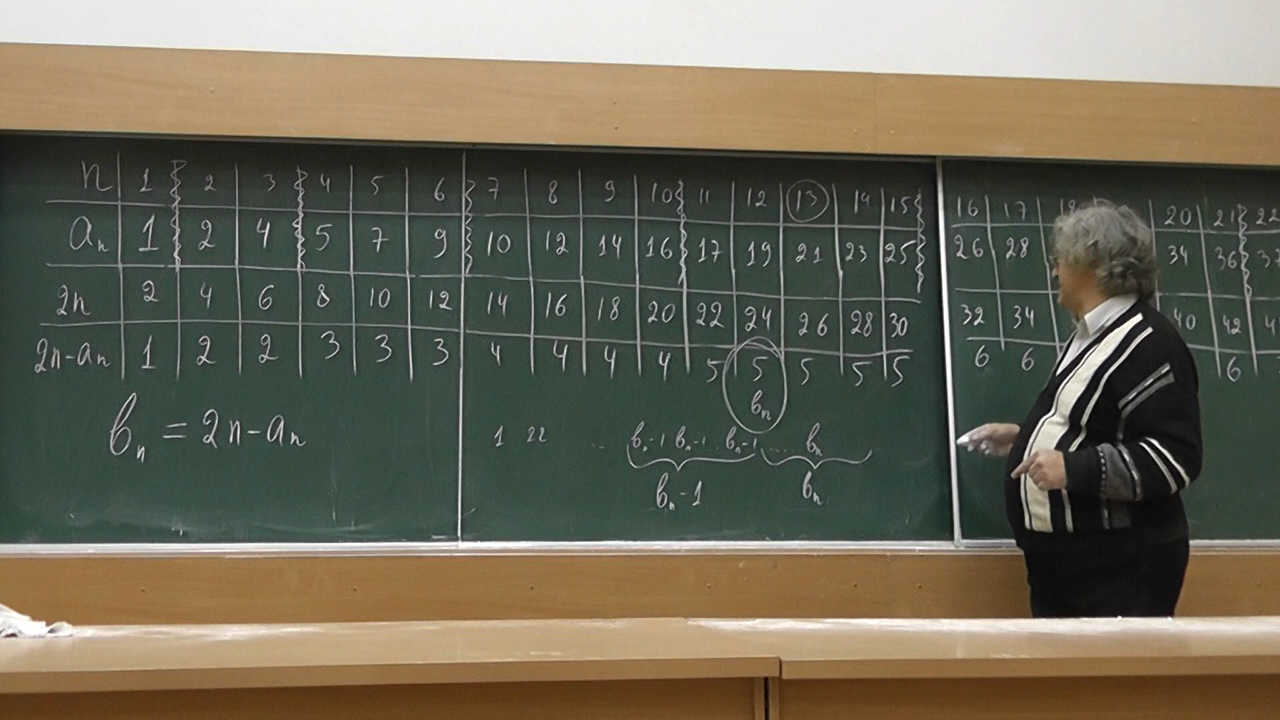 n 1 2 3 4 5 6 7 8 9 10 11 12 13 14 15 16 17 20 21 22
aₙ 1 2 4 5 7 9 10 12 14 16 17 19 21 23 25 26 28 34 36
2n 2 4 6 8 10 12 14 16 18 20 22 24 26 28 30 32 34 40 42
2n-aₙ 1 2 2 3 3 3 4 4 4 4 5 5 5 5 5 6 6 6
bₙ
bₙ = 2n-aₙ
1 22 .. bₙ-1 bₙ-1 .. bₙ-1 ... bₙ
bₙ-1 bₙ